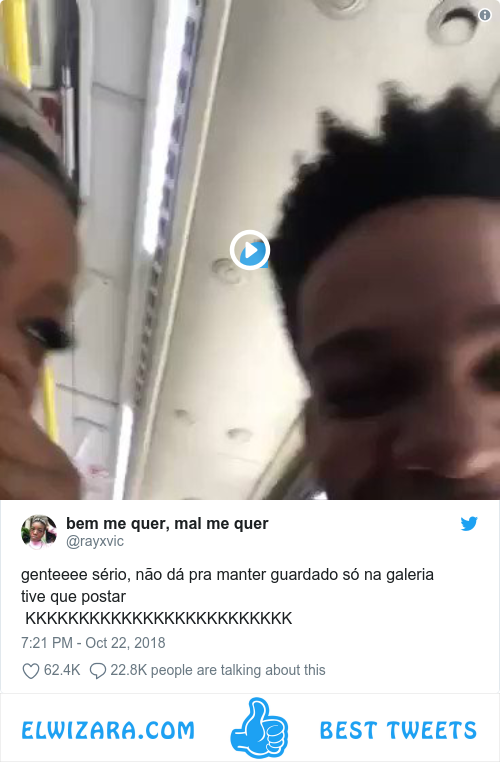 bem me quer, mal me quer
@rayxvic
genteeee sério, não dá pra manter guardado só na galeria
tive que postar
KKKKKKKKKKKKKKKKKKKKKKKKK
7:21 PM - Oct 22, 2018
62.4K 22.8K people are talking about this
ELWIZARA.COM BEST TWEETS